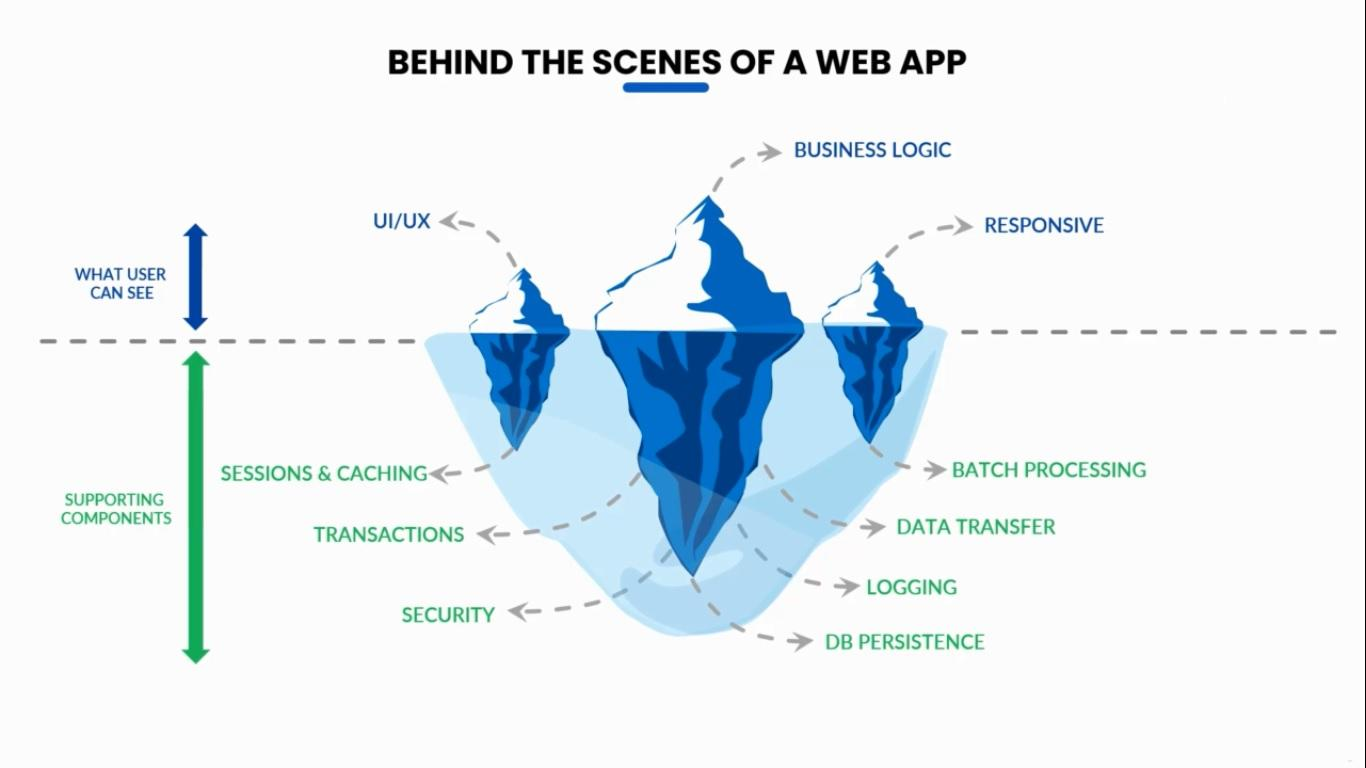 BEHIND THE SCENES OF A WEB APP
BUSINESS LOGIC
UI/UX
RESPONSIVE
WHAT USER
CAN SEE
SESSIONS & CACHING
BATCH PROCESSING
SUPPORTING
COMPONENTS
TRANSACTIONS
DATA TRANSFER
LOGGING
SECURITY
DB PERSISTENCE